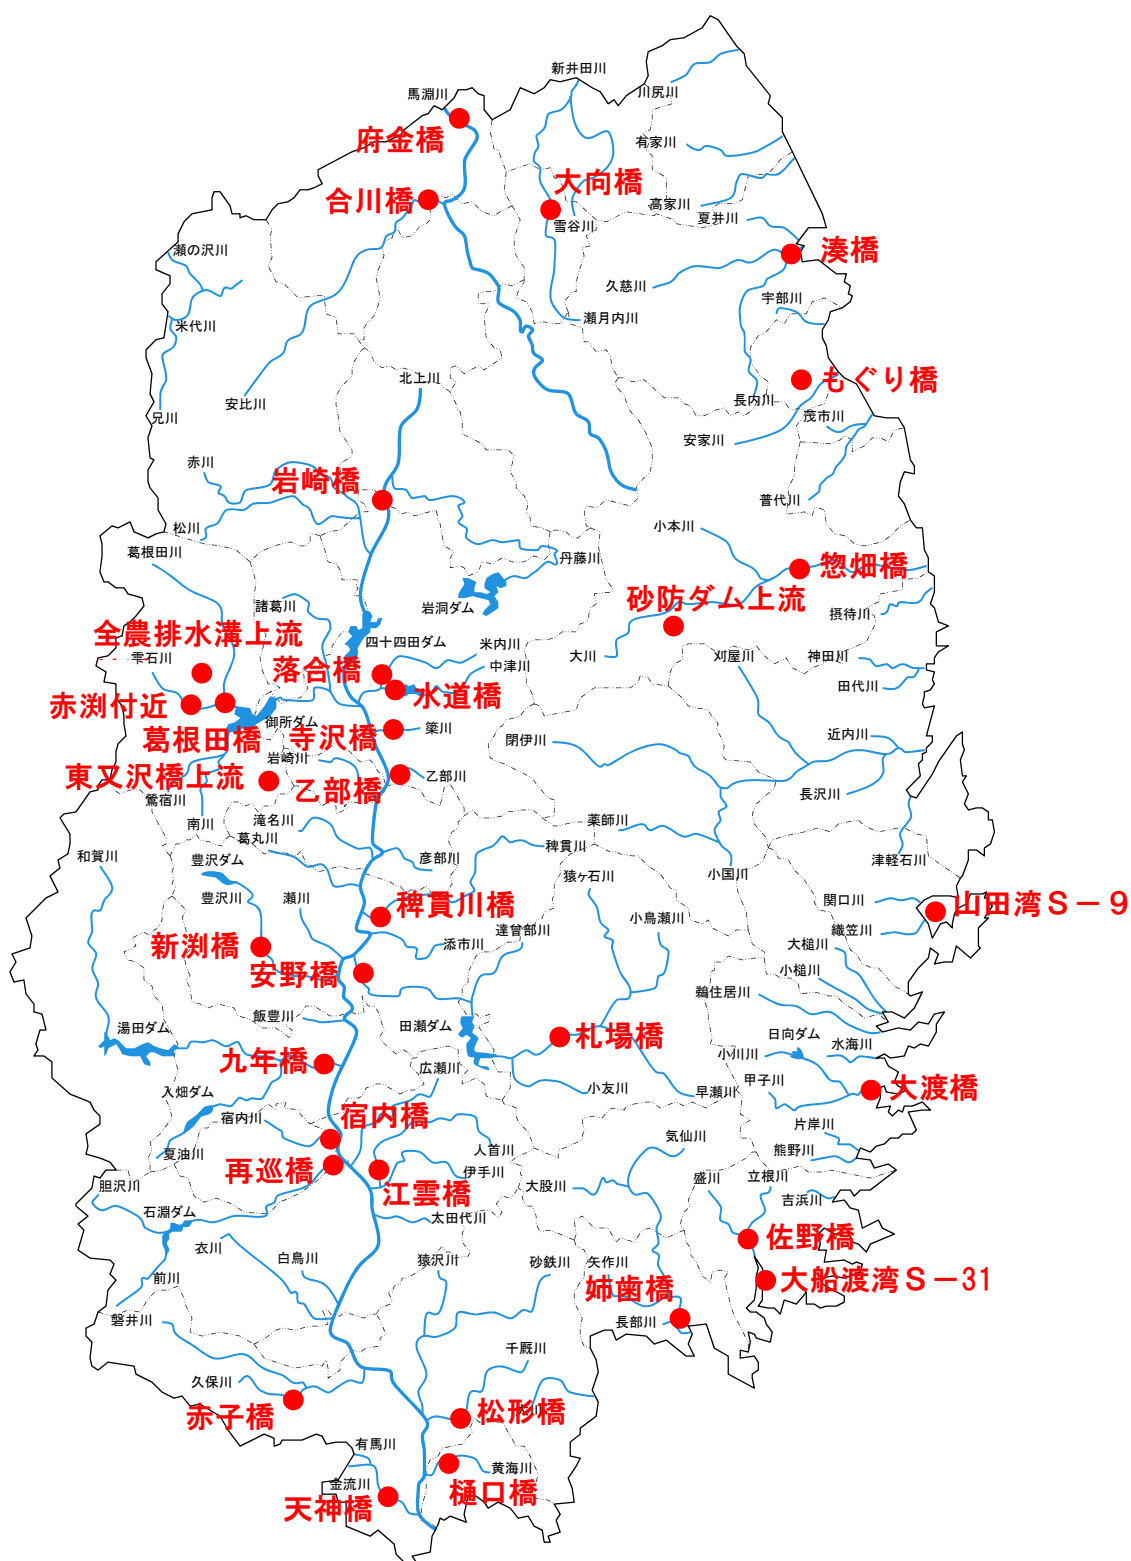 新井田川
馬淵川
川尻川
府金橋
有家川
大向橋
合川橋
高家川
夏井川
雪谷川
瀬の沢川
湊橋
久慈川
宇部川
米代川
瀬月内川
北上川
もぐり橋
安比川
長内川
兄川
茂市川
安家川
赤川
岩崎橋
普代川
松川
小本川
葛根田川
丹藤川
惣畑橋
岩洞ダム
諸葛川
砂防ダム上流
摂待川
全農排水溝上流
四十四田ダム
米内川
雫石川
落合橋
中津川
大川
刈屋川
神田川
水道橋
田代川
赤渕付近
御所ダム
葛根田橋
寺沢橋
簗川
閉伊川
近内川
岩崎川
東又沢橋上流
乙部川
乙部橋
鶯宿川
長沢川
南川
滝名川
薬師川
葛丸川
稗貫川
和賀川
豊沢ダム
彦部川
津軽石川
猿ヶ石川
小国川
豊沢川
瀬川
稗貫川橋
関口川
山田湾S−9
小烏瀬川
達曾部川
織笠川
新渕橋
添市川
大槌川
安野橋
小槌川
鵜住居川
飯豊川
湯田ダム
田瀬ダム
札場橋
日向ダム
水海川
九年橋
小川川
広瀬川
甲子川
大渡橋
入畑ダム
小友川
早瀬川
宿内橋
宿内川
片岸川
気仙川
夏油川
人首川
熊野川
再巡橋
伊手川
江雲橋
胆沢川
大股川
盛川
立根川
吉浜川
石淵ダム
太田代川
佐野橋
衣川
白鳥川
猿沢川
砂鉄川
矢作川
前川
大船渡湾S−31
姉歯橋
磐井川
長部川
千厩川
久保川
赤子橋
松形橋
有馬川
黄海川
金流川
樋口橋
天神橋